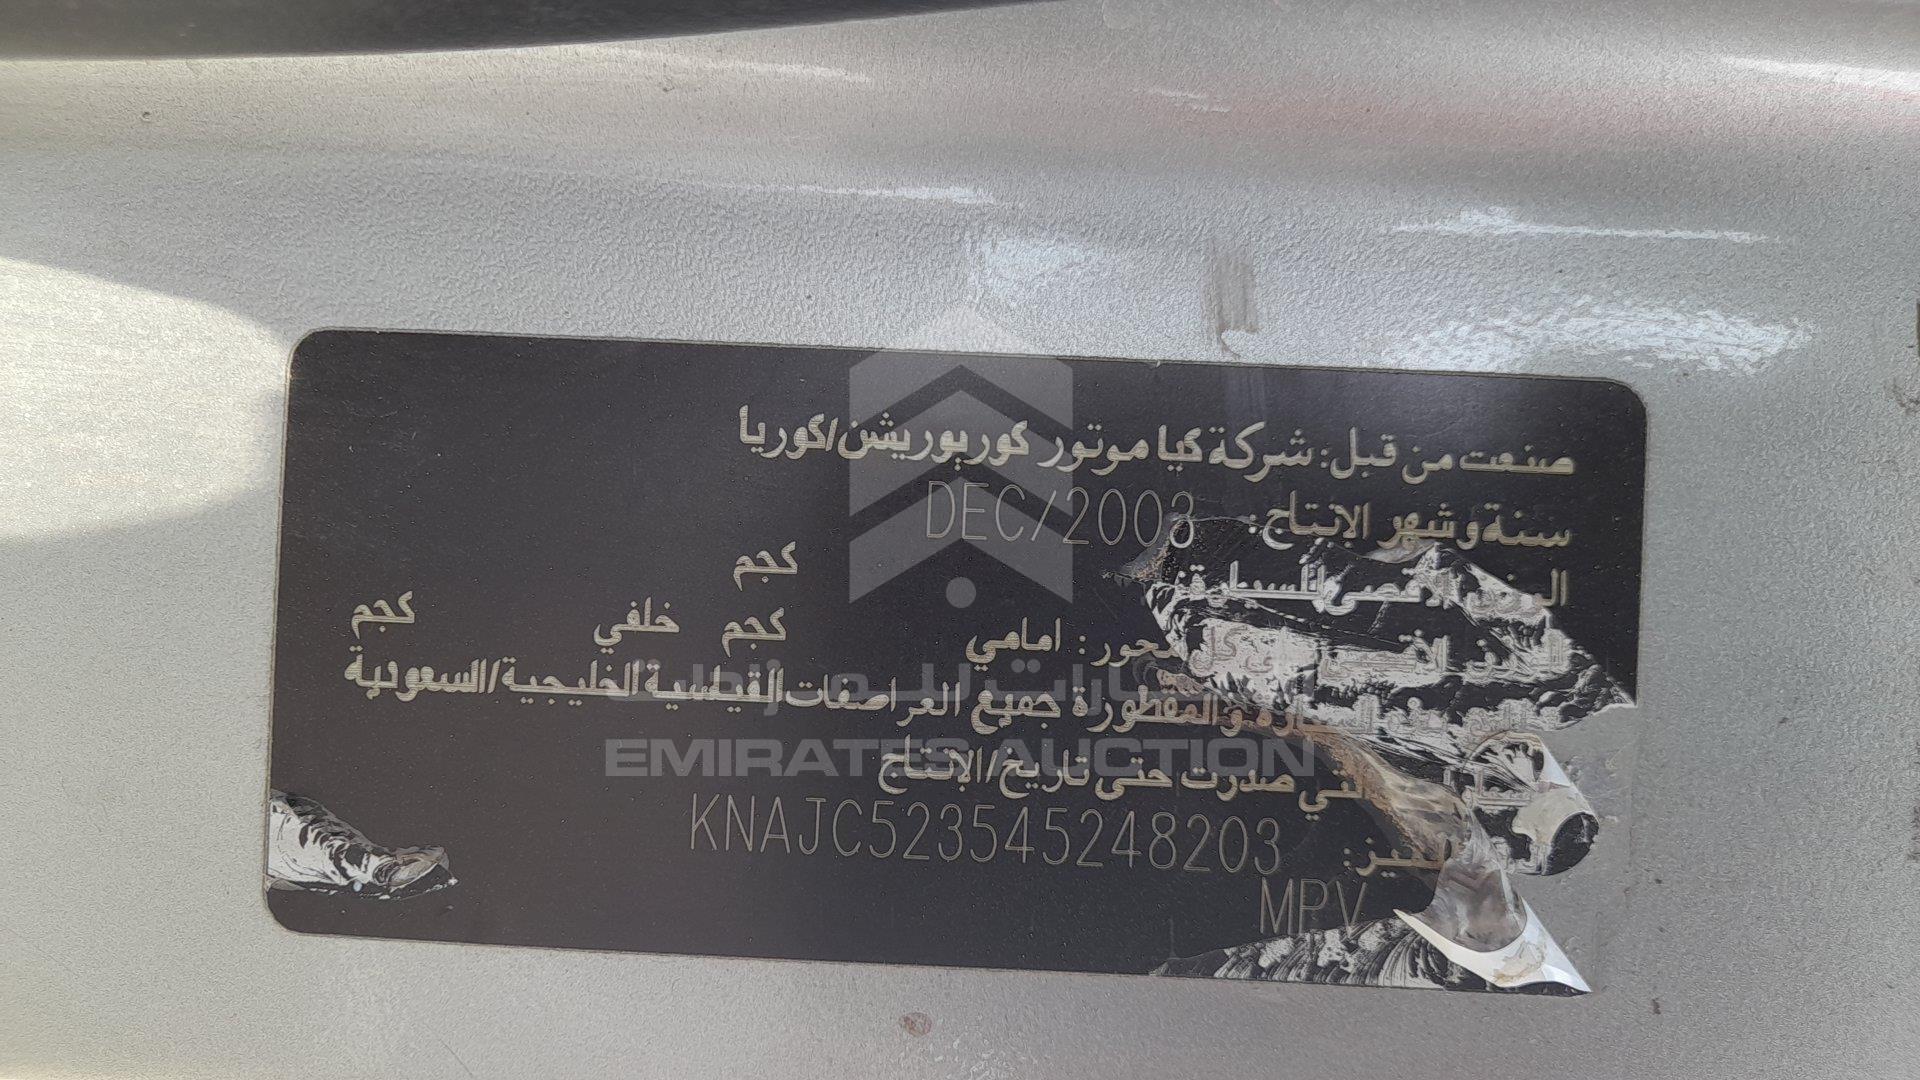 صنعت من قبل: شركة كيا موتور كوربوريشن/كوريا
سنة وشهر الانتاج: DEC/2003
كجم
محور: امامي كجم خلفي كجم
والمقطورة جميع المراصفات القياسية الخليجية/السعودية
التي صدرت حتى تاريخ/الانتاج
KNAJC523545248203
MPV
EMIRATES AUCTION